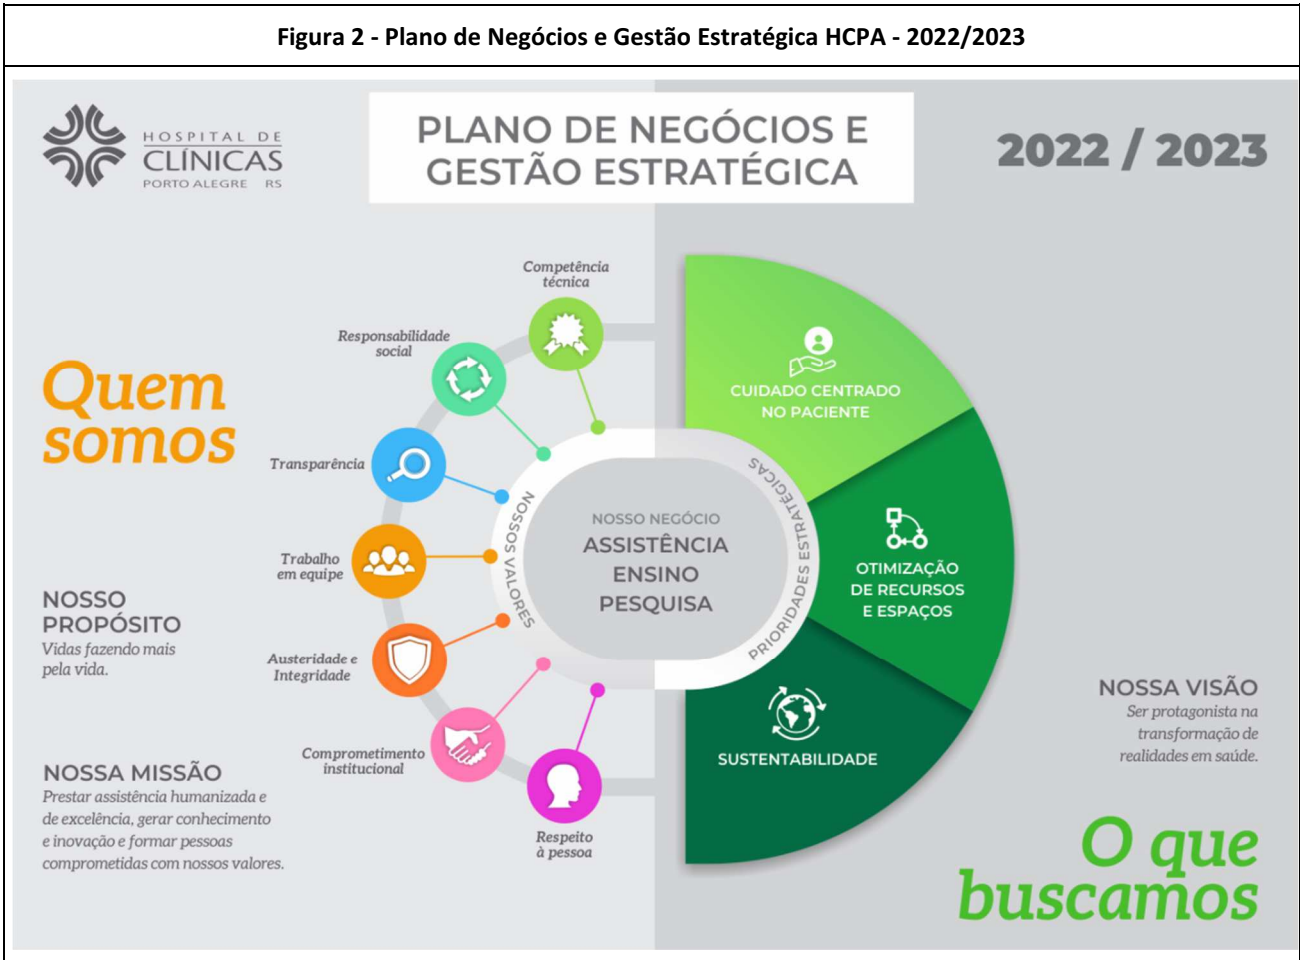 Figura 2 - Plano de Negócios e Gestão Estratégica HCPA - 2022/2023
HOSPITAL DE
CLÍNICAS
PORTO ALEGRE RS
PLANO DE NEGÓCIOS E
GESTÃO ESTRATÉGICA
2022 / 2023
Quem
somos
NOSSO
PROPÓSITO
Vidas fazendo mais
pela vida.
NOSSA MISSÃO
Prestar assistência humanizada e
de excelência, gerar conhecimento
e inovação e formar pessoas
comprometidas com nossos valores.
Competência
técnica
Responsabilidade
social
Transparência
Trabalho
em equipe
Austeridade e
Integridade
Comprometimento
institucional
Respeito
à pessoa
NOSSOS VALORES
NOSSO NEGÓCIO
ASSISTÊNCIA
ENSINO
PESQUISA
PRIORIDADES ESTRATÉGICAS
CUIDADO CENTRADO
NO PACIENTE
OTIMIZAÇÃO
DE RECURSOS
E ESPAÇOS
SUSTENTABILIDADE
NOSSA VISÃO
Ser protagonista na
transformação de
realidades em saúde.
O que
buscamos